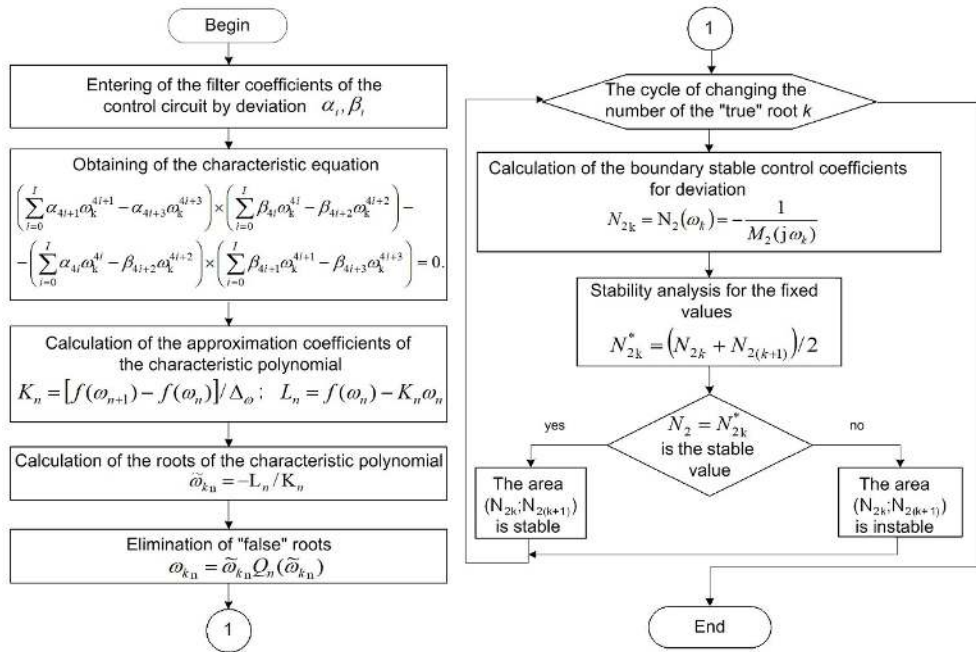 Begin
Entering of the filter coefficients of the
control circuit by deviation α_i, β_i
Obtaining of the characteristic equation
(∑_{i=0}^{I} α_{4i+1}ω_k^{4i+1} − α_{4i+3}ω_k^{4i+3}) × (∑_{i=0}^{I} β_{4i}ω_k^{4i} − β_{4i+2}ω_k^{4i+2}) −
−(∑_{i=0}^{I} α_{4i}ω_k^{4i} − β_{4i+2}ω_k^{4i+2}) × (∑_{i=0}^{I} β_{4i+1}ω_k^{4i+1} − β_{4i+3}ω_k^{4i+3}) = 0.
Calculation of the approximation coefficients of
the characteristic polynomial
K_n = [f(ω_{n+1}) − f(ω_n)]/Δ_ω ; L_n = f(ω_n) − K_nω_n
Calculation of the roots of the characteristic polynomial
ω̃_{k_n} = −L_n / K_n
Elimination of "false" roots
ω_{k_n} = ω̃_{k_n}Q_n(ω̃_{k_n})
1
1
The cycle of changing the
number of the "true" root k
Calculation of the boundary stable control coefficients
for deviation
N_{2k} = N_2(ω_k) = − 1 / M_2(jω_k)
Stability analysis for the fixed
values
N*_{2k} = (N_{2k} + N_{2(k+1)})/2
yes
N_2 = N*_{2k}
is the stable
value
no
The area
(N_{2k};N_{2(k+1)})
is stable
The area
(N_{2k};N_{2(k+1)})
is instable
End